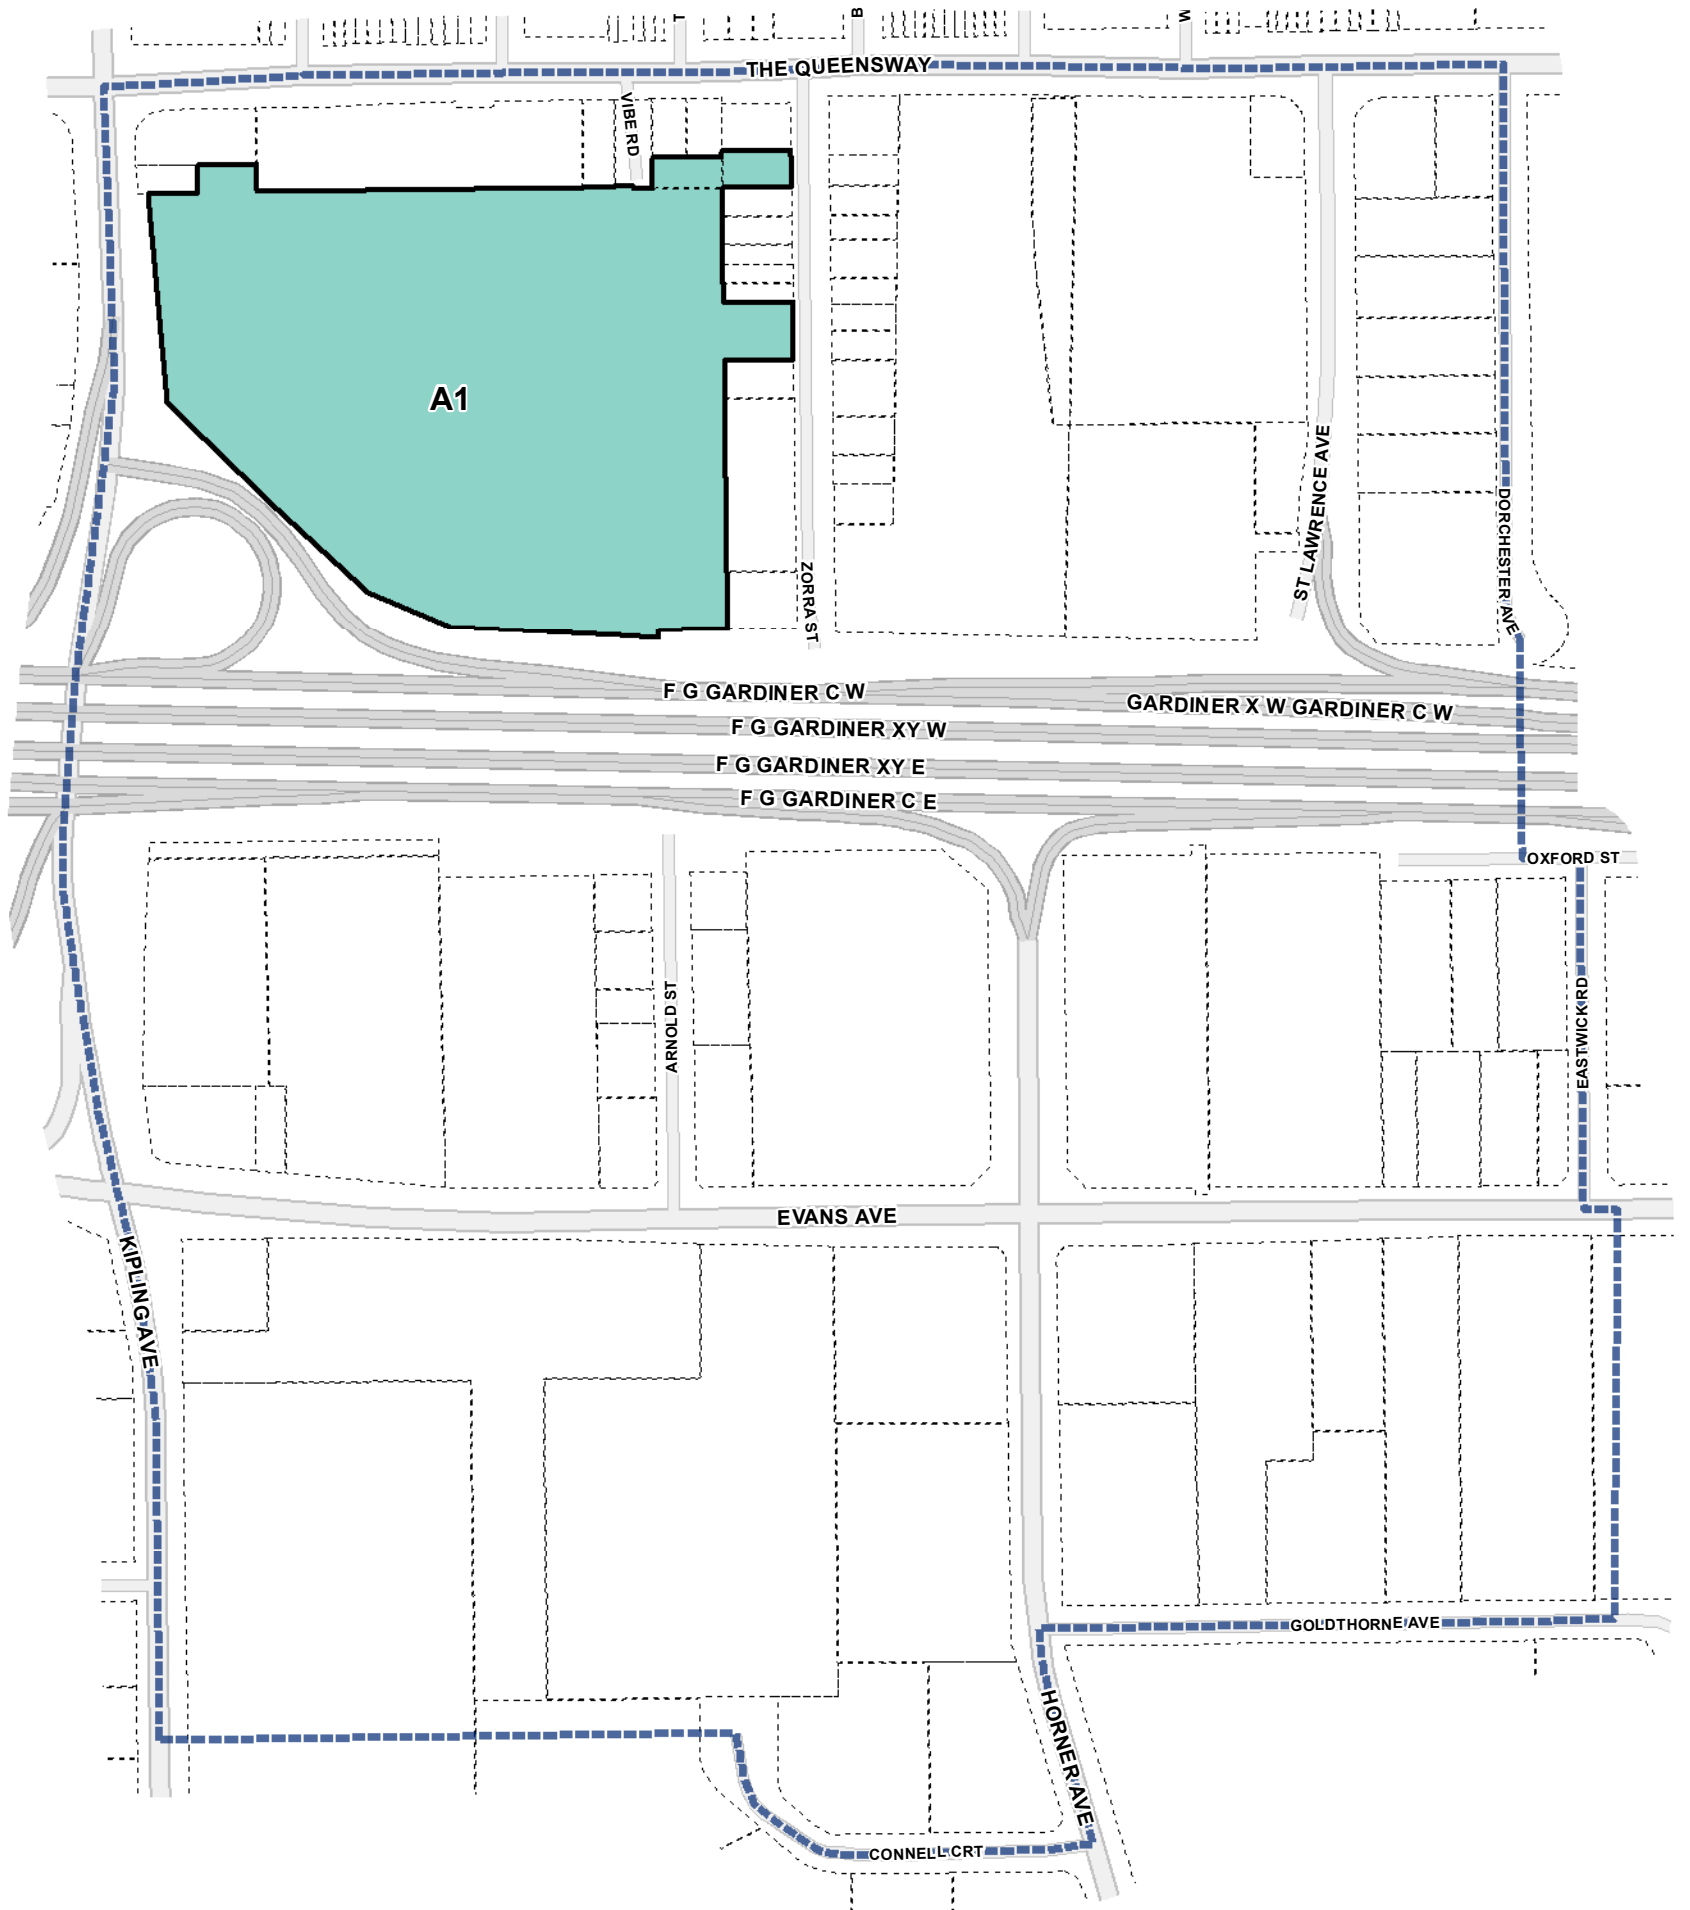 T
B
W
THE QUEENSWAY
VIBE RD
A1
ST LAWRENCE AVE
DORCHESTER AVE
ZORRA ST
F G GARDINER C W
GARDINER X W GARDINER C W
F G GARDINER XY W
F G GARDINER XY E
F G GARDINER C E
OXFORD ST
ARNOLD ST
EASTWICK RD
EVANS AVE
KIPLING AVE
GOLDTHORNE AVE
HORNER AVE
CONNELL CRT